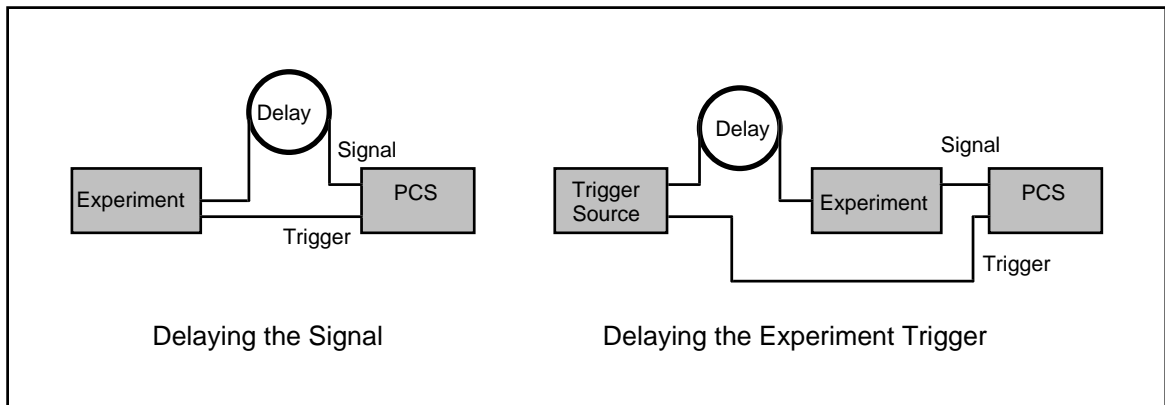 Delay
Signal
Experiment
PCS
Trigger
Delaying the Signal
Delay
Signal
Trigger
Source
Experiment
PCS
Trigger
Delaying the Experiment Trigger